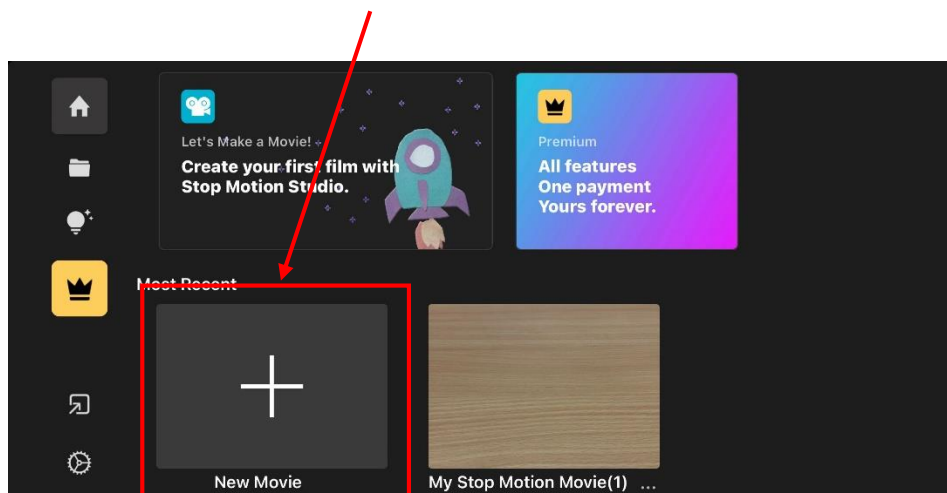 Let's Make a Movie!
Create your first film with
Stop Motion Studio.
Premium
All features
One payment
Yours forever.
Most Recent
New Movie
My Stop Motion Movie(1) ...